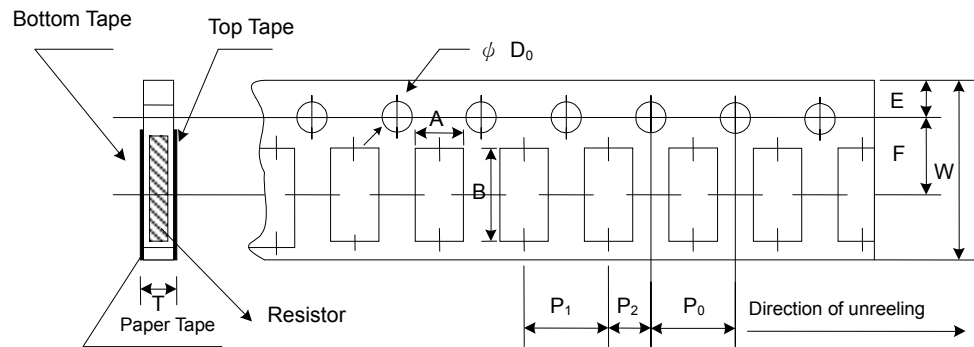 Bottom Tape
Top Tape
ψ D₀
E
A
F
W
B
T
P₁
P₂
P₀
Direction of unreeling
Resistor
Paper Tape